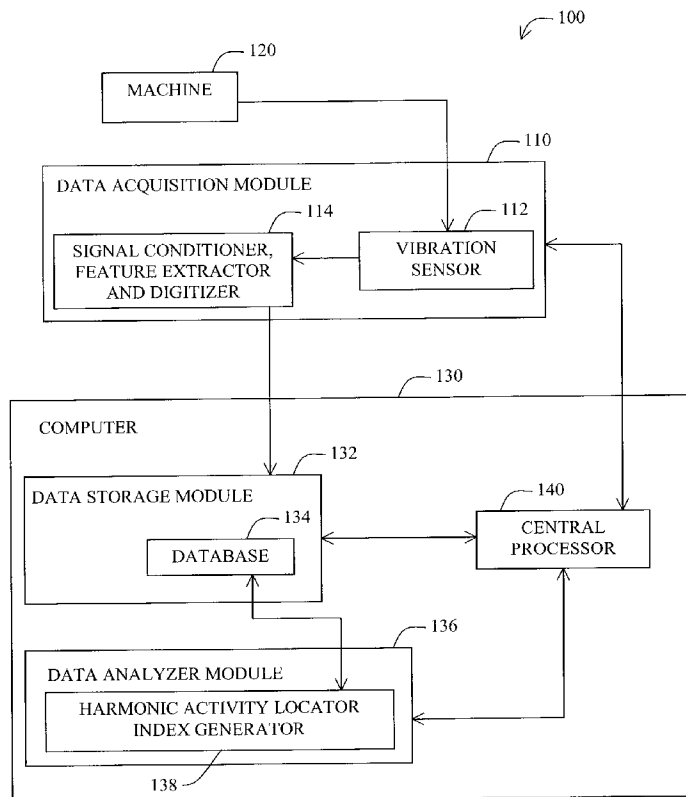 100
120
MACHINE
110
DATA ACQUISITION MODULE
114
SIGNAL CONDITIONER,
FEATURE EXTRACTOR
AND DIGITIZER
112
VIBRATION
SENSOR
130
COMPUTER
132
DATA STORAGE MODULE
134
DATABASE
140
CENTRAL
PROCESSOR
136
DATA ANALYZER MODULE
HARMONIC ACTIVITY LOCATOR
INDEX GENERATOR
138